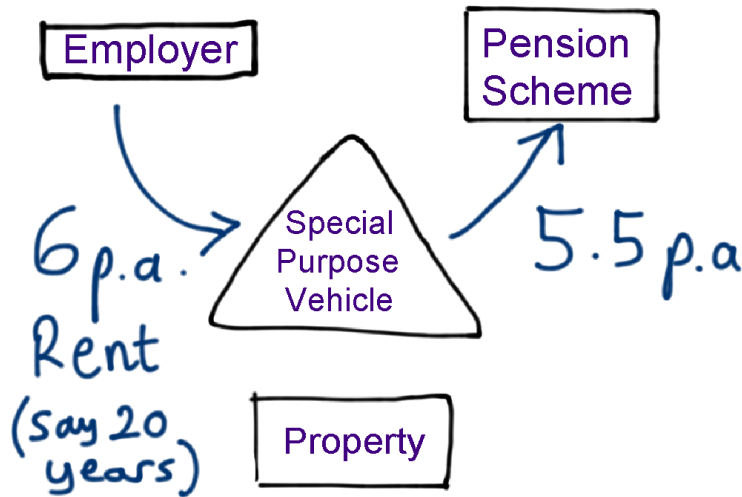 Employer
Pension
Scheme
Special
Purpose
Vehicle
6 p.a.
Rent
(say 20
years)
5.5 p.a
Property